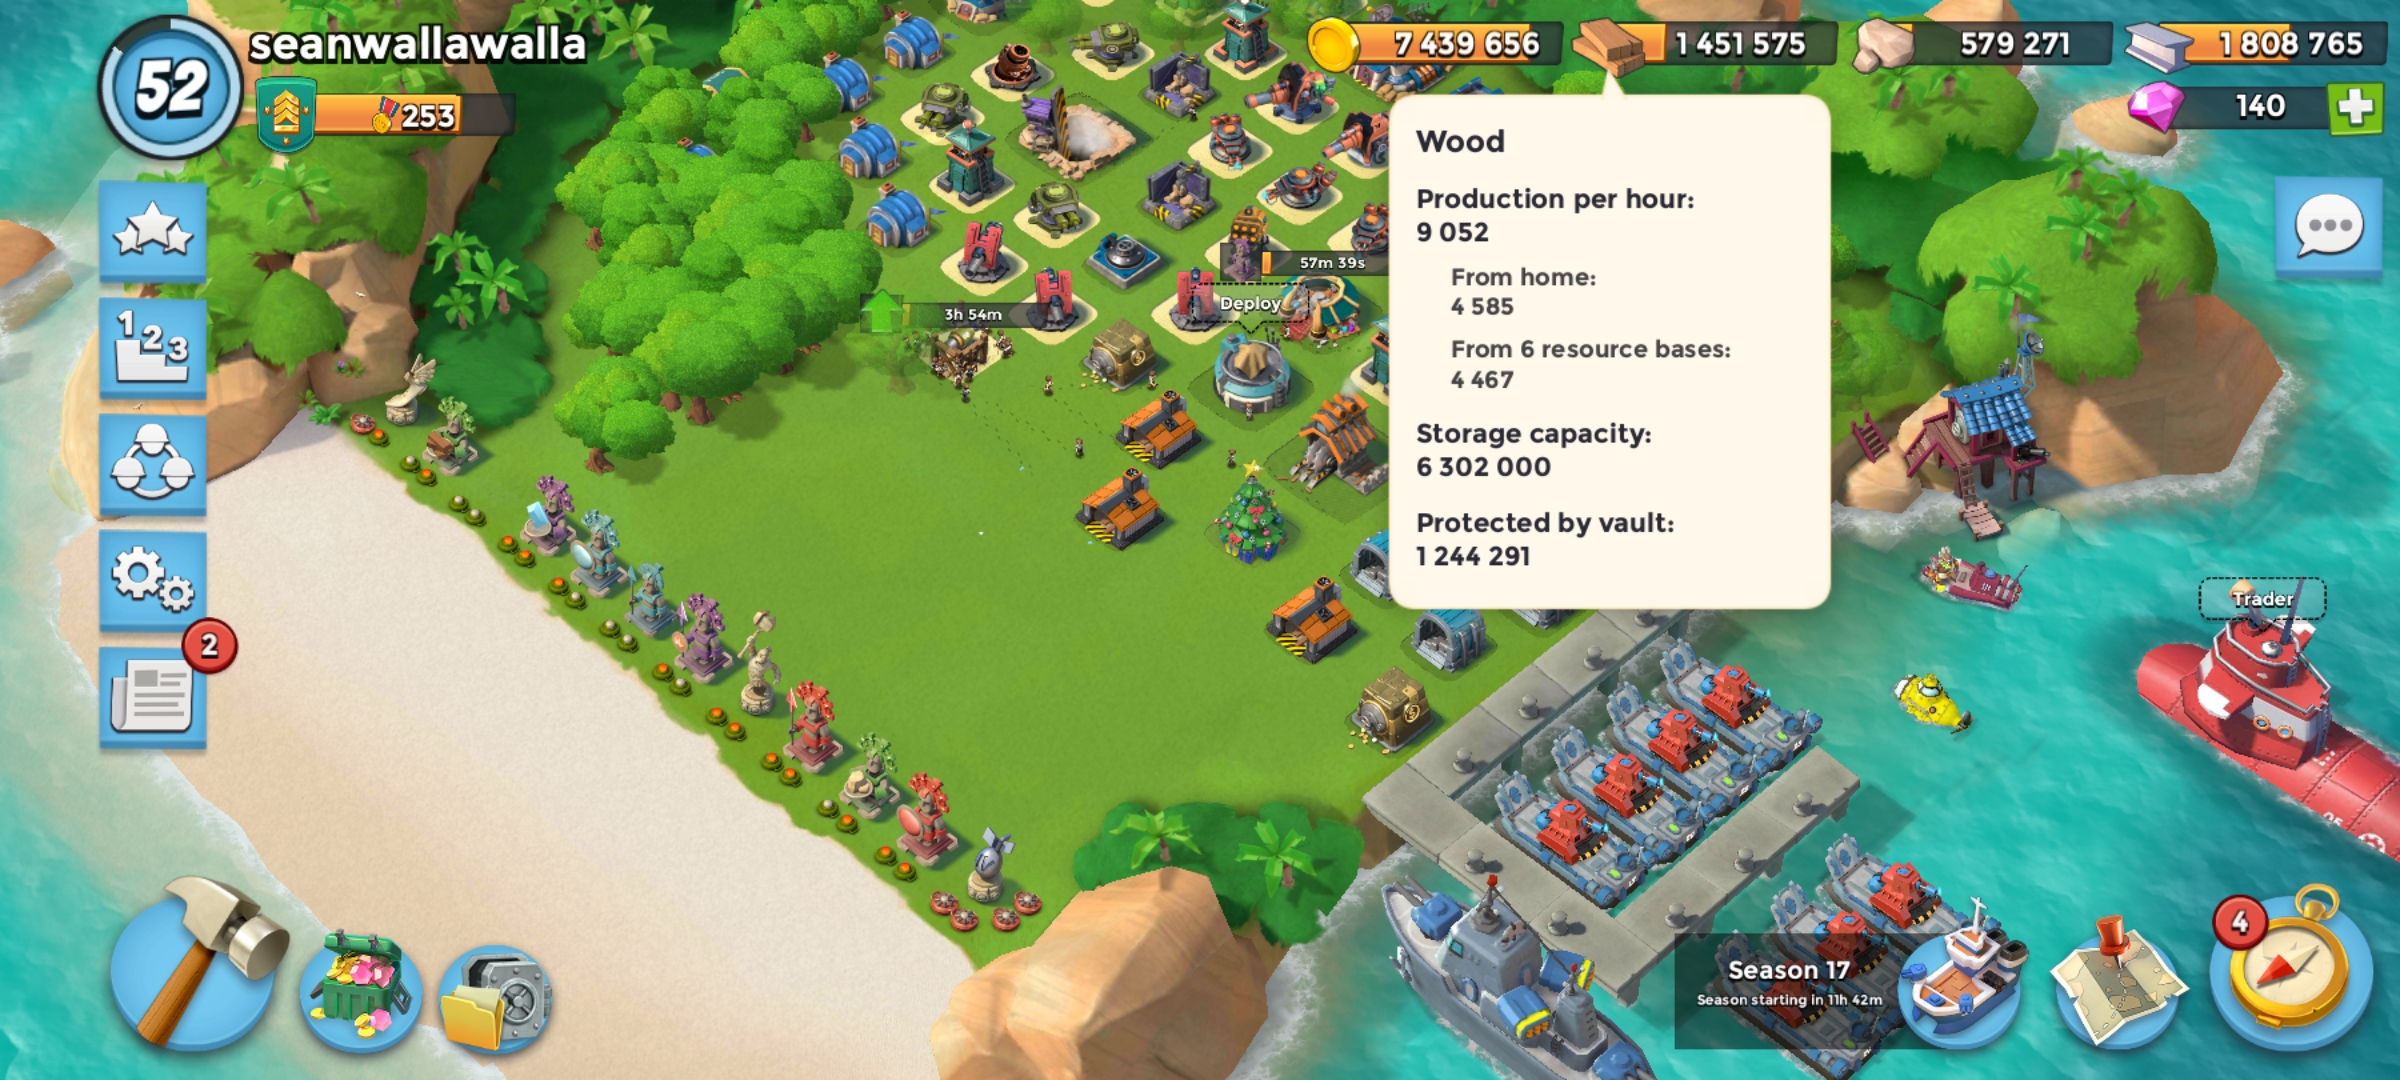 52
seanwallawalla
253
7 439 656
1 451 575
579 271
1 808 765
140
Wood
Production per hour:
9 052
From home:
4 585
From 6 resource bases:
4 467
Storage capacity:
6 302 000
Protected by vault:
1 244 291
57m 39s
Deploy
3h 54m
1 2 3
2
Trader
Season 17
Season starting in 11h 42m
4